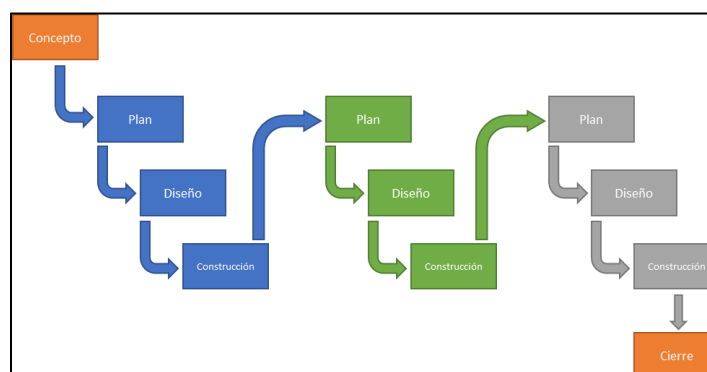 Concepto
Plan
Diseño
Construcción
Plan
Diseño
Construcción
Plan
Diseño
Construcción
Cierre